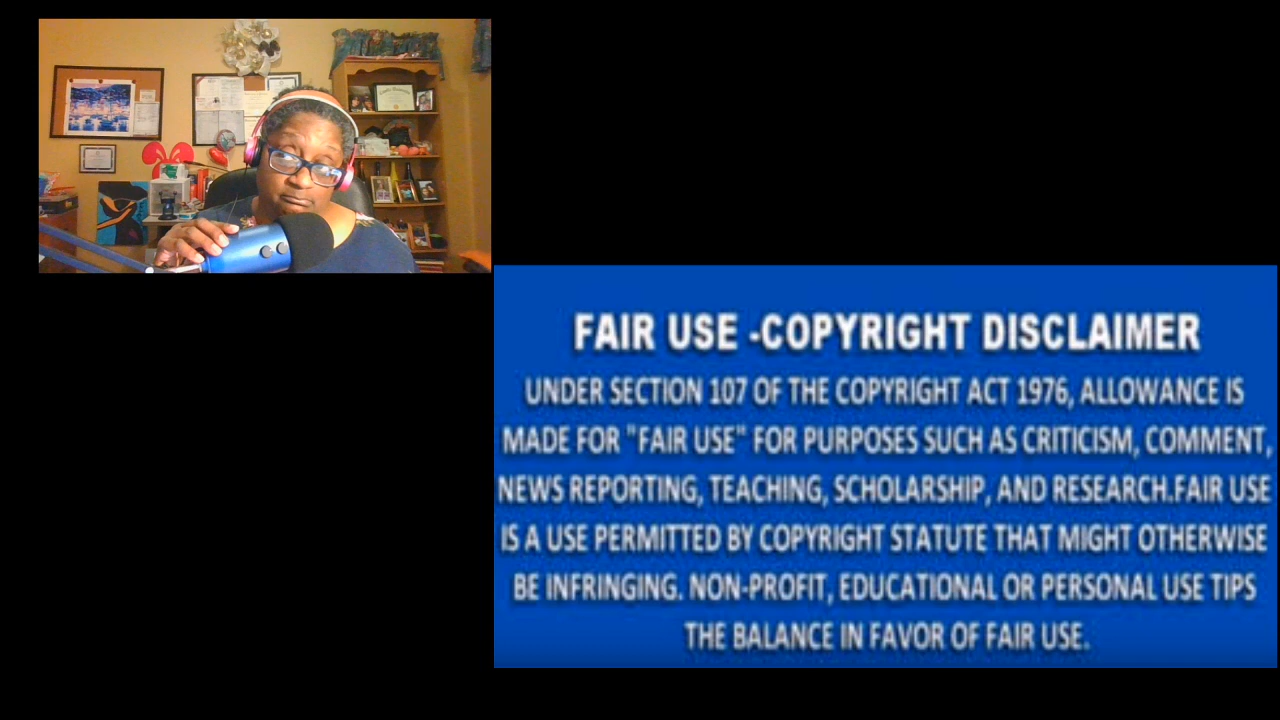 FAIR USE -COPYRIGHT DISCLAIMER
UNDER SECTION 107 OF THE COPYRIGHT ACT 1976, ALLOWANCE IS
MADE FOR "FAIR USE" FOR PURPOSES SUCH AS CRITICISM, COMMENT,
NEWS REPORTING, TEACHING, SCHOLARSHIP, AND RESEARCH.FAIR USE
IS A USE PERMITTED BY COPYRIGHT STATUTE THAT MIGHT OTHERWISE
BE INFRINGING. NON-PROFIT, EDUCATIONAL OR PERSONAL USE TIPS
THE BALANCE IN FAVOR OF FAIR USE.